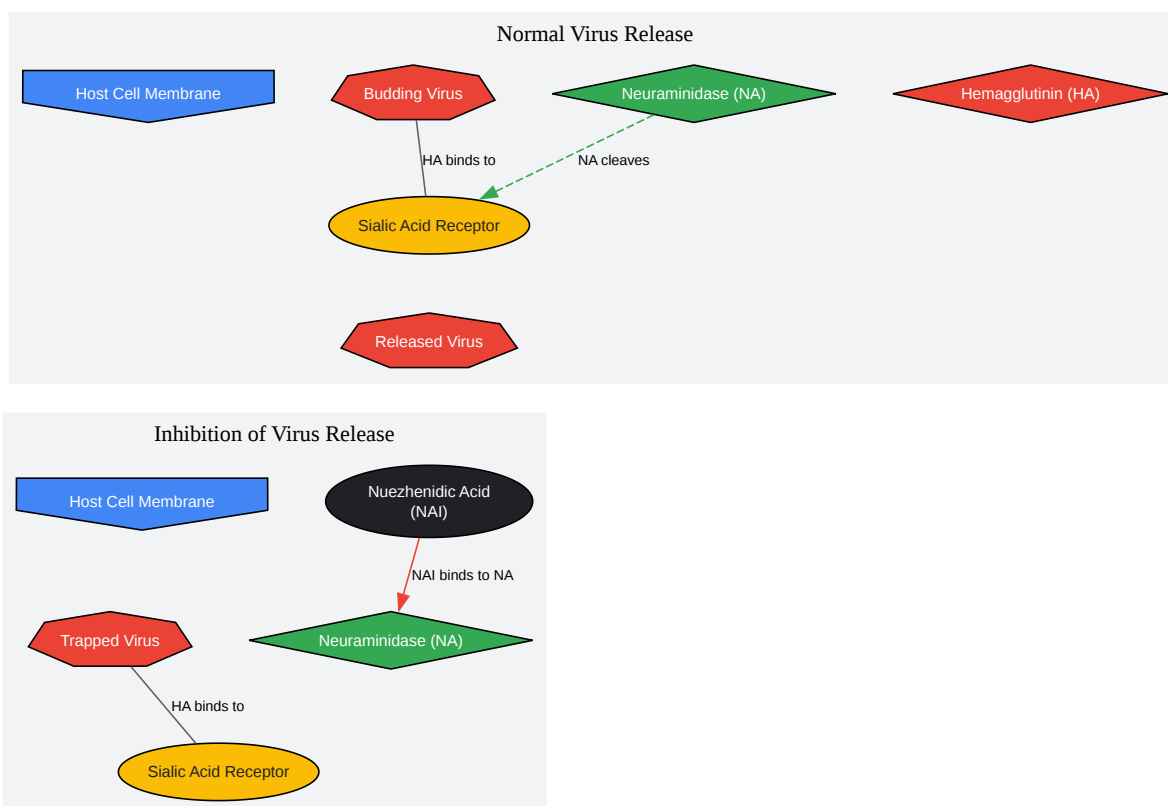 Normal Virus Release
Host Cell Membrane
Budding Virus
Neuraminidase (NA)
Hemagglutinin (HA)
HA binds to
NA cleaves
Sialic Acid Receptor
Released Virus
Inhibition of Virus Release
Host Cell Membrane
Nuezhenidic Acid
(NAI)
NAI binds to NA
Trapped Virus
Neuraminidase (NA)
HA binds to
Sialic Acid Receptor